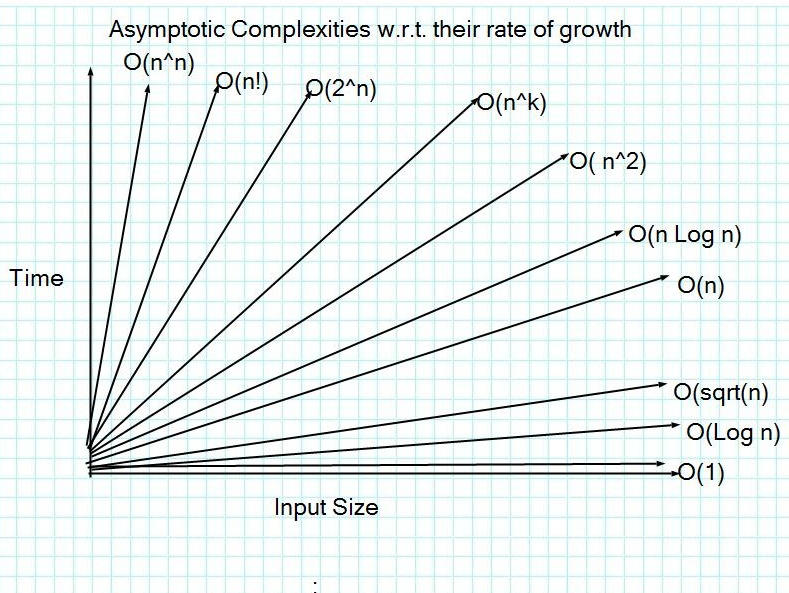 Asymptotic Complexities w.r.t. their rate of growth
O(n^n)
O(n!)
O(2^n)
O(n^k)
O( n^2)
O(n Log n)
Time
O(n)
O(sqrt(n)
O(Log n)
O(1)
Input Size
: